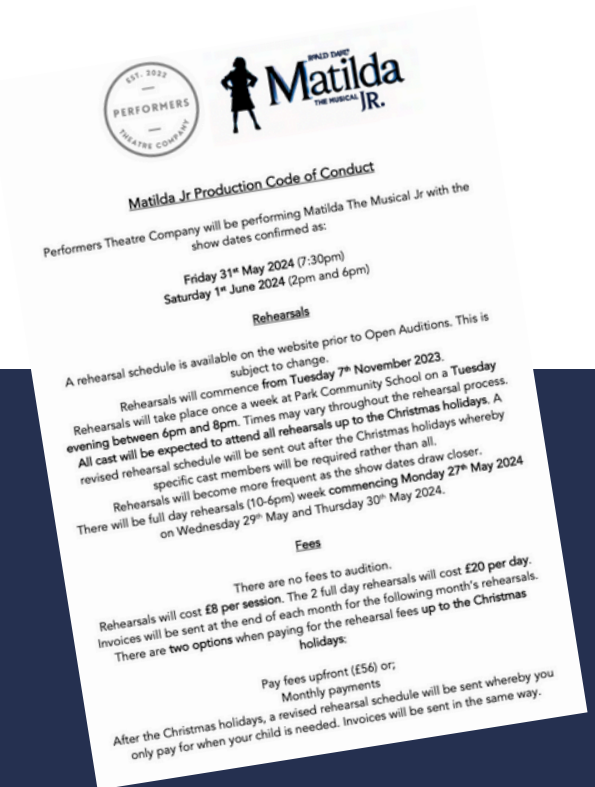 EST. 2022
PERFORMERS
THEATRE COMPANY
ROALD DAHL'S
Matilda
THE MUSICAL
JR.
Matilda Jr Production Code of Conduct
Performers Theatre Company will be performing Matilda The Musical Jr with the
show dates confirmed as:
Friday 31st May 2024 (7:30pm)
Saturday 1st June 2024 (2pm and 6pm)
Rehearsals
A rehearsal schedule is available on the website prior to Open Auditions. This is
subject to change.
Rehearsals will commence from Tuesday 7th November 2023.
Rehearsals will take place once a week at Park Community School on a Tuesday
evening between 6pm and 8pm. Times may vary throughout the rehearsal process.
All cast will be expected to attend all rehearsals up to the Christmas holidays. A
revised rehearsal schedule will be sent out after the Christmas holidays whereby
specific cast members will be required rather than all.
Rehearsals will become more frequent as the show dates draw closer.
There will be full day rehearsals (10-6pm) week commencing Monday 27th May 2024
on Wednesday 29th May and Thursday 30th May 2024.
Fees
There are no fees to audition.
Rehearsals will cost £8 per session. The 2 full day rehearsals will cost £20 per day.
Invoices will be sent at the end of each month for the following month's rehearsals.
There are two options when paying for the rehearsal fees up to the Christmas
holidays:
Pay fees upfront (£56) or;
Monthly payments
After the Christmas holidays, a revised rehearsal schedule will be sent whereby you
only pay for when your child is needed. Invoices will be sent in the same way.